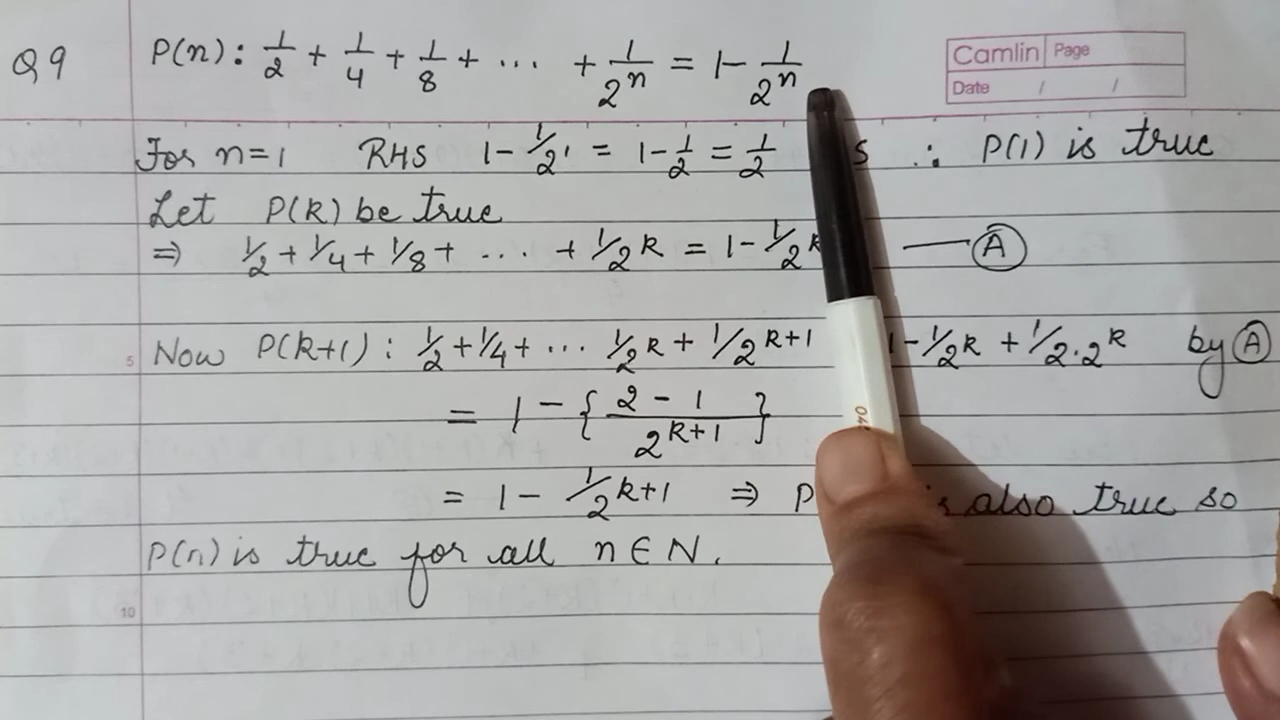 Q9 P(n): 1/2 + 1/4 + 1/8 + ... + 1/2^n = 1 - 1/2^n
Camlin Page
Date / /
For n=1 RHS 1 - 1/2^1 = 1 - 1/2 = 1/2 S ∴ P(1) is true
Let P(k) be true
⇒ 1/2 + 1/4 + 1/8 + ... + 1/2^k = 1 - 1/2^k — Ⓐ
5 Now P(k+1) : 1/2 + 1/4 + ... 1/2^k + 1/2^(k+1) 1 - 1/2^k + 1/2.2^k by Ⓐ
= 1 - { (2 - 1)/2^(k+1) }
= 1 - 1/2^(k+1) ⇒ P is also true so
P(n) is true for all n ∈ N.
10